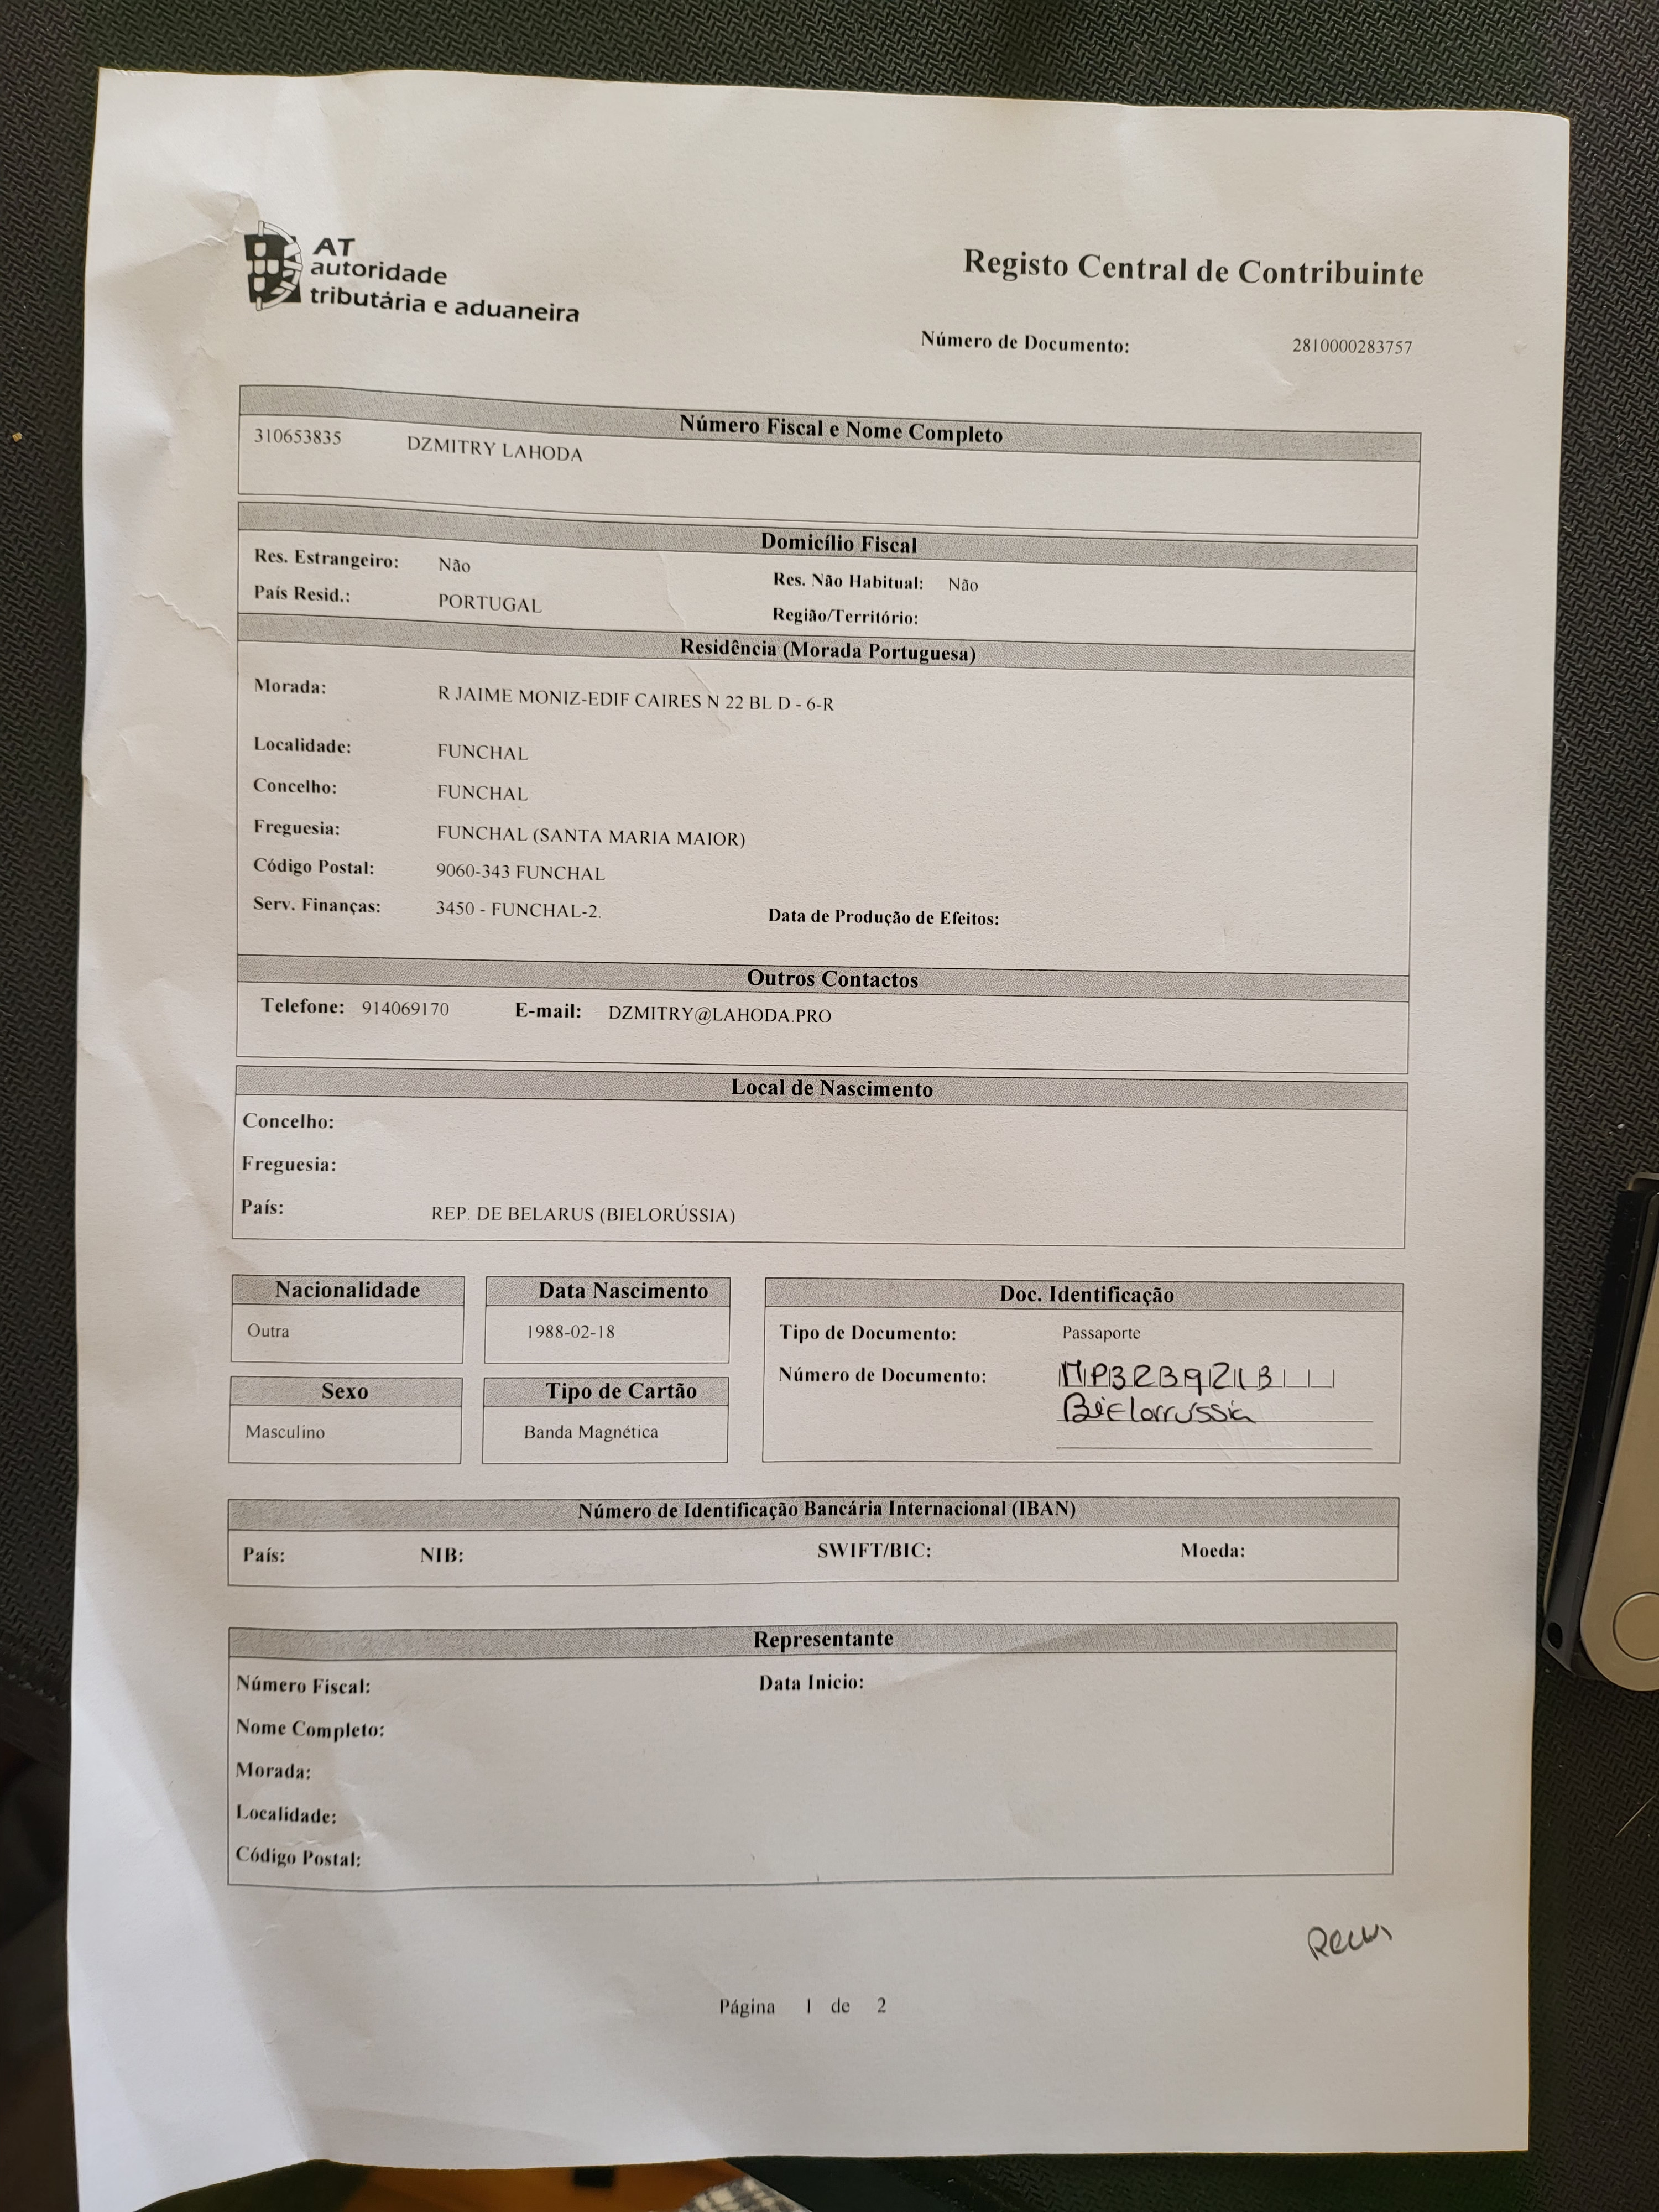 AT
autoridade
tributária e aduaneira
Registo Central de Contribuinte
Número de Documento: 2810000283757
Número Fiscal e Nome Completo
310653835 DZMITRY LAHODA
Domicílio Fiscal
Res. Estrangeiro: Não Res. Não Habitual: Não
País Resid.: PORTUGAL Região/Território:
Residência (Morada Portuguesa)
Morada: R JAIME MONIZ-EDIF CAIRES N 22 BL D - 6-R
Localidade: FUNCHAL
Concelho: FUNCHAL
Freguesia: FUNCHAL (SANTA MARIA MAIOR)
Código Postal: 9060-343 FUNCHAL
Serv. Finanças: 3450 - FUNCHAL-2. Data de Produção de Efeitos:
Outros Contactos
Telefone: 914069170 E-mail: DZMITRY@LAHODA.PRO
Local de Nascimento
Concelho:
Freguesia:
País: REP. DE BELARUS (BIELORÚSSIA)
Nacionalidade Data Nascimento Doc. Identificação
Outra 1988-02-18 Tipo de Documento: Passaporte
Número de Documento: MP3239213
Bielorrussia
Sexo Tipo de Cartão
Masculino Banda Magnética
Número de Identificação Bancária Internacional (IBAN)
País: NIB: SWIFT/BIC: Moeda:
Representante
Número Fiscal: Data Inicio:
Nome Completo:
Morada:
Localidade:
Código Postal:
Página 1 de 2